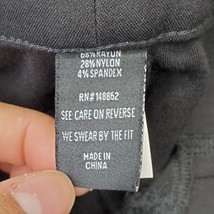 68% RAYON
28% NYLON
4% SPANDEX
RN# 148862
SEE CARE ON REVERSE
WE SWEAR BY THE FIT
MADE IN
CHINA